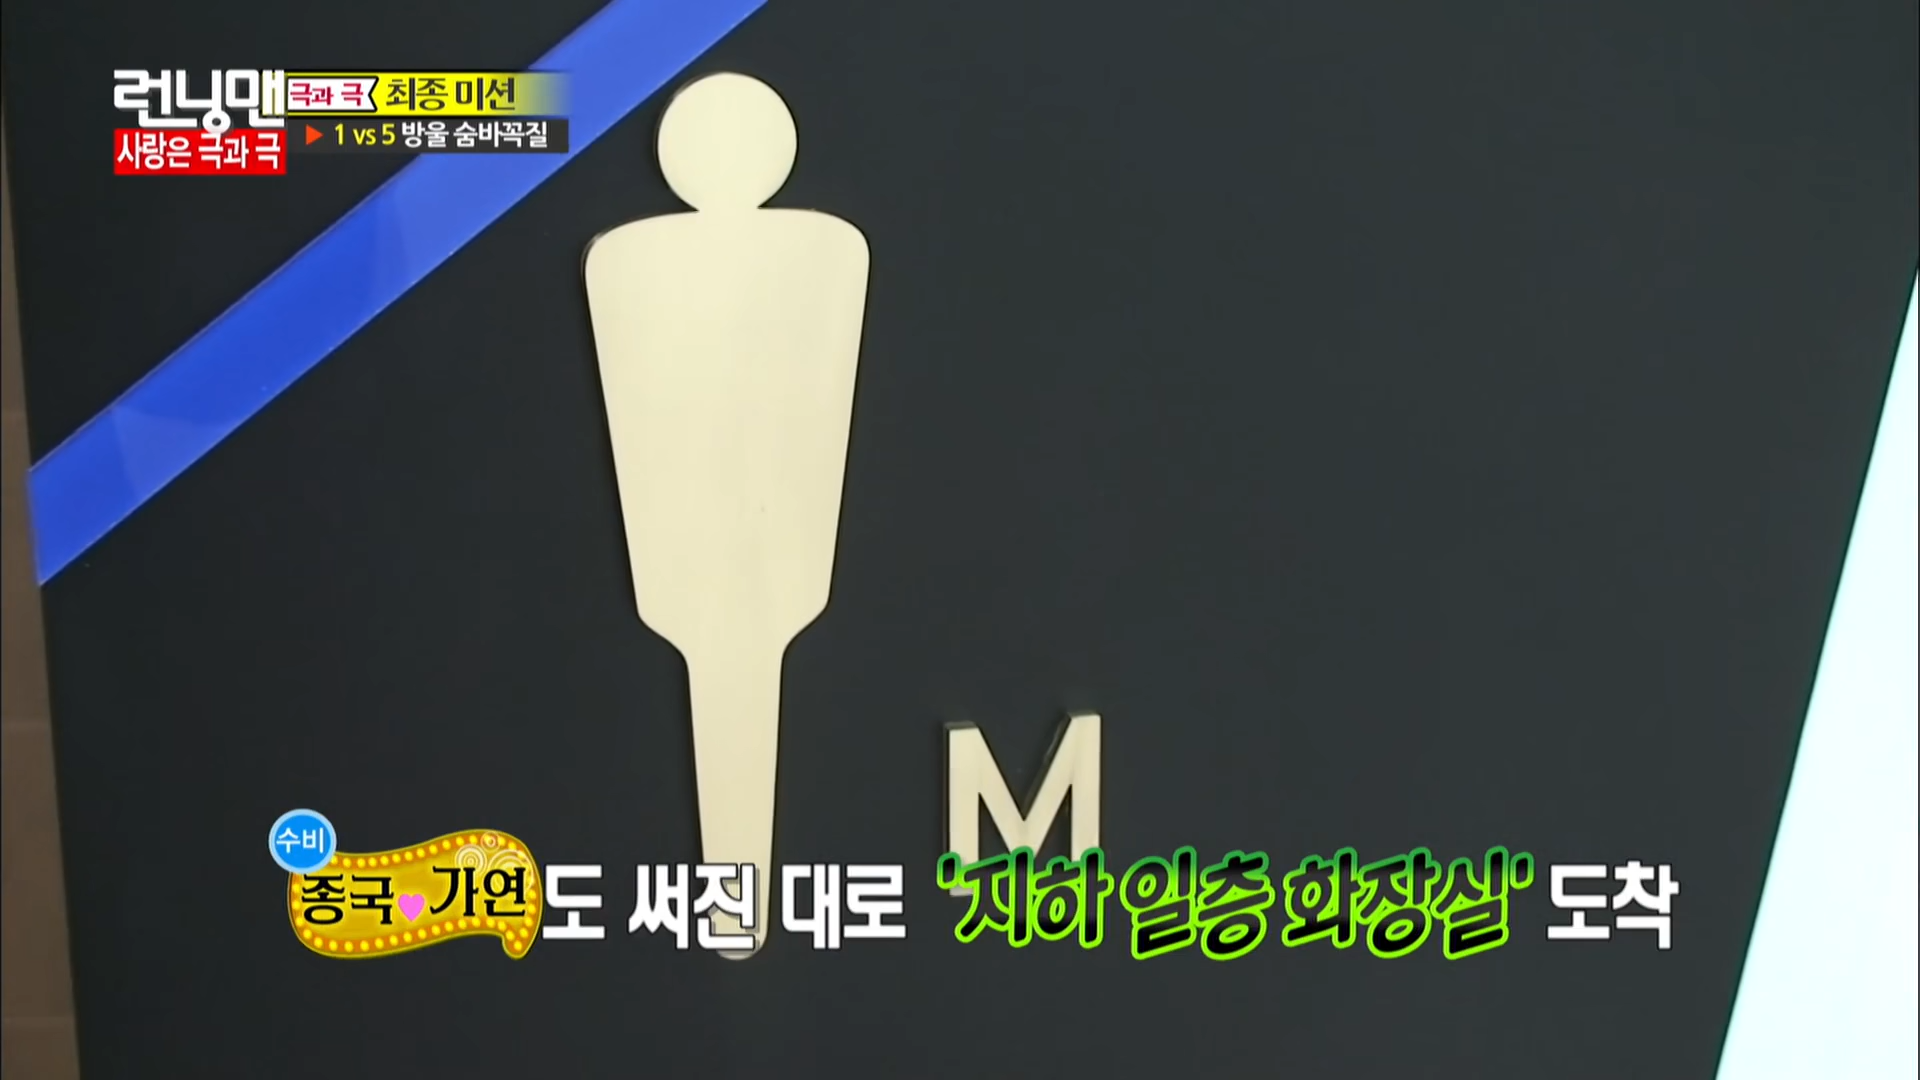 런닝맨 극과 극 최종 미션
사랑은 극과 극 ▶ 1 vs 5 방울 숨바꼭질
M
수비
종국♥가연도 써진 대로 '지하 일층 화장실' 도착